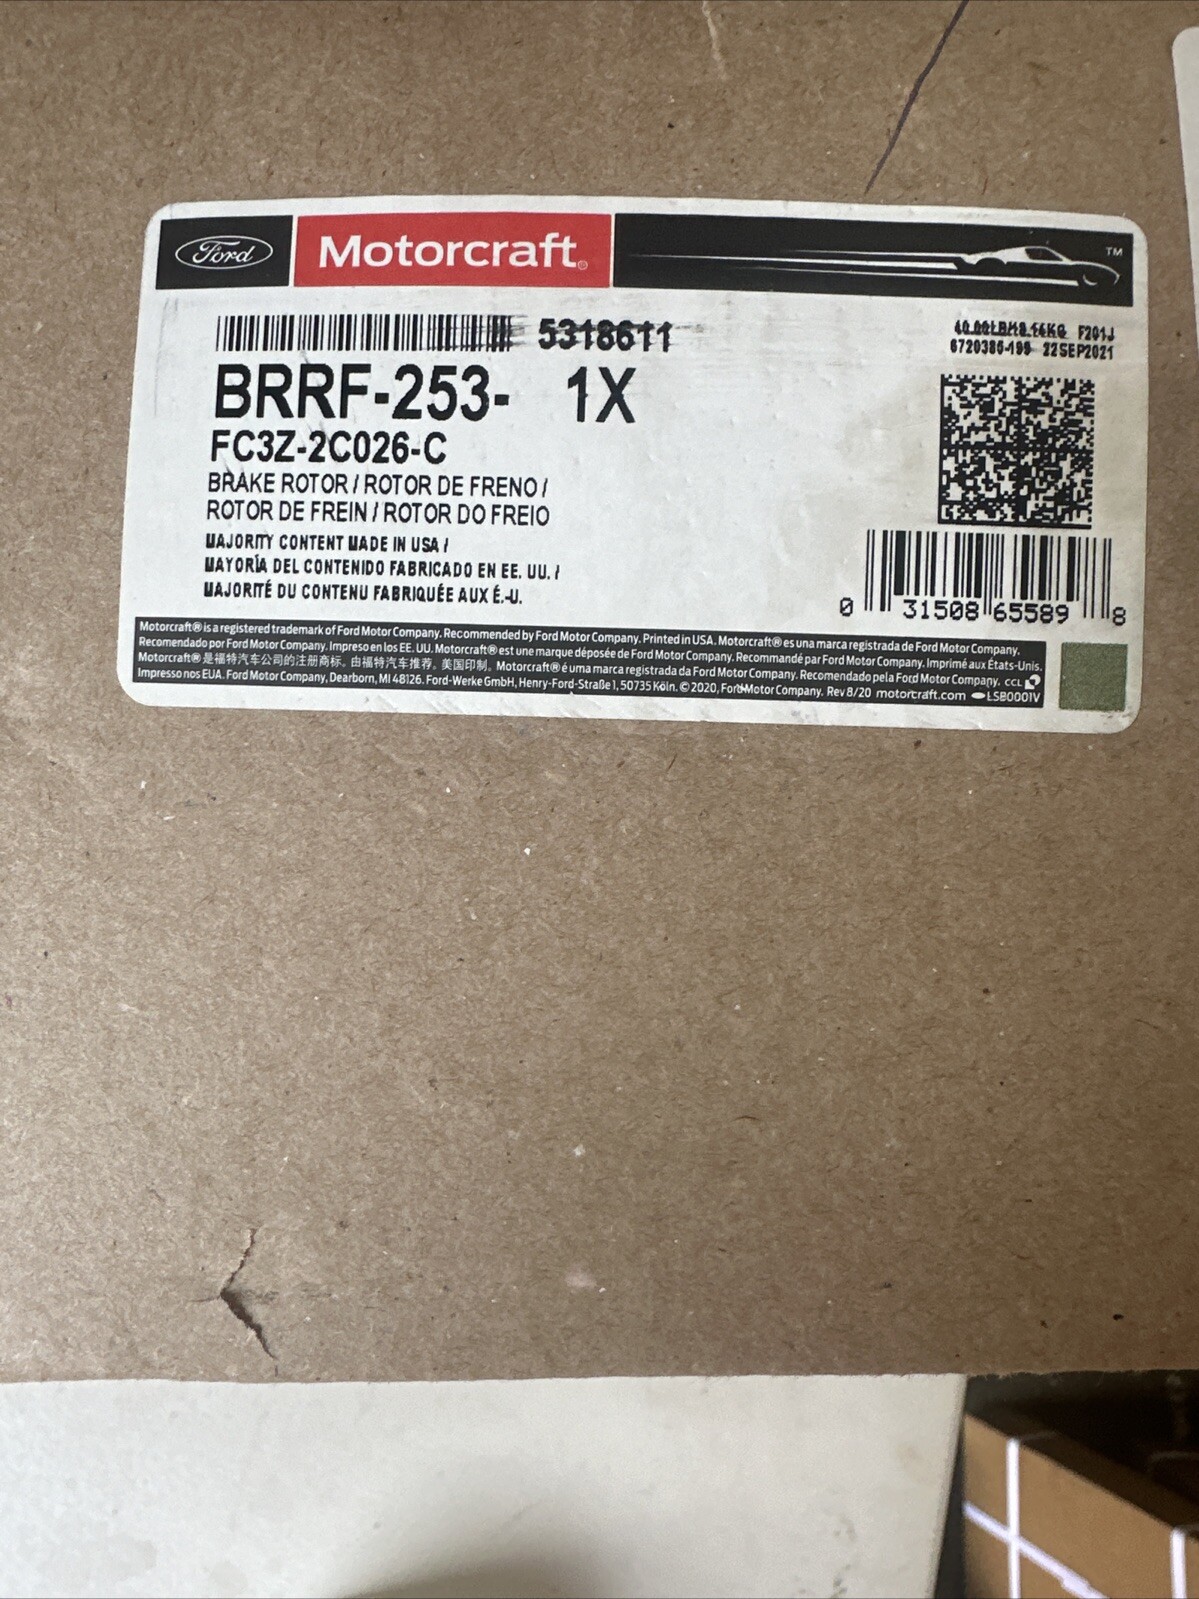 Ford Motorcraft® ™
5318611
40.00LB/18.14KG F201J
6720386-199 22SEP2021
BRRF-253- 1X
FC3Z-2C026-C
BRAKE ROTOR / ROTOR DE FRENO /
ROTOR DE FREIN / ROTOR DO FREIO
MAJORITY CONTENT MADE IN USA /
MAYORÍA DEL CONTENIDO FABRICADO EN EE. UU. /
MAJORITÉ DU CONTENU FABRIQUÉE AUX É.-U.
0 31508 65589 8
Motorcraft® is a registered trademark of Ford Motor Company. Recommended by Ford Motor Company. Printed in USA. Motorcraft® es una marca registrada de Ford Motor Company.
Recomendado por Ford Motor Company. Impreso en los EE. UU. Motorcraft® est une marque déposée de Ford Motor Company. Recommandé par Ford Motor Company. Imprimé aux États-Unis.
Motorcraft® 是福特汽车公司的注册商标。由福特汽车推荐。美国印制。Motorcraft® é uma marca registrada da Ford Motor Company. Recomendado pela Ford Motor Company. CCL
Impresso nos EUA. Ford Motor Company, Dearborn, MI 48126. Ford-Werke GmbH, Henry-Ford-Straße 1, 50735 Köln. © 2020, Ford Motor Company. Rev 8/20 motorcraft.com LSB0001V